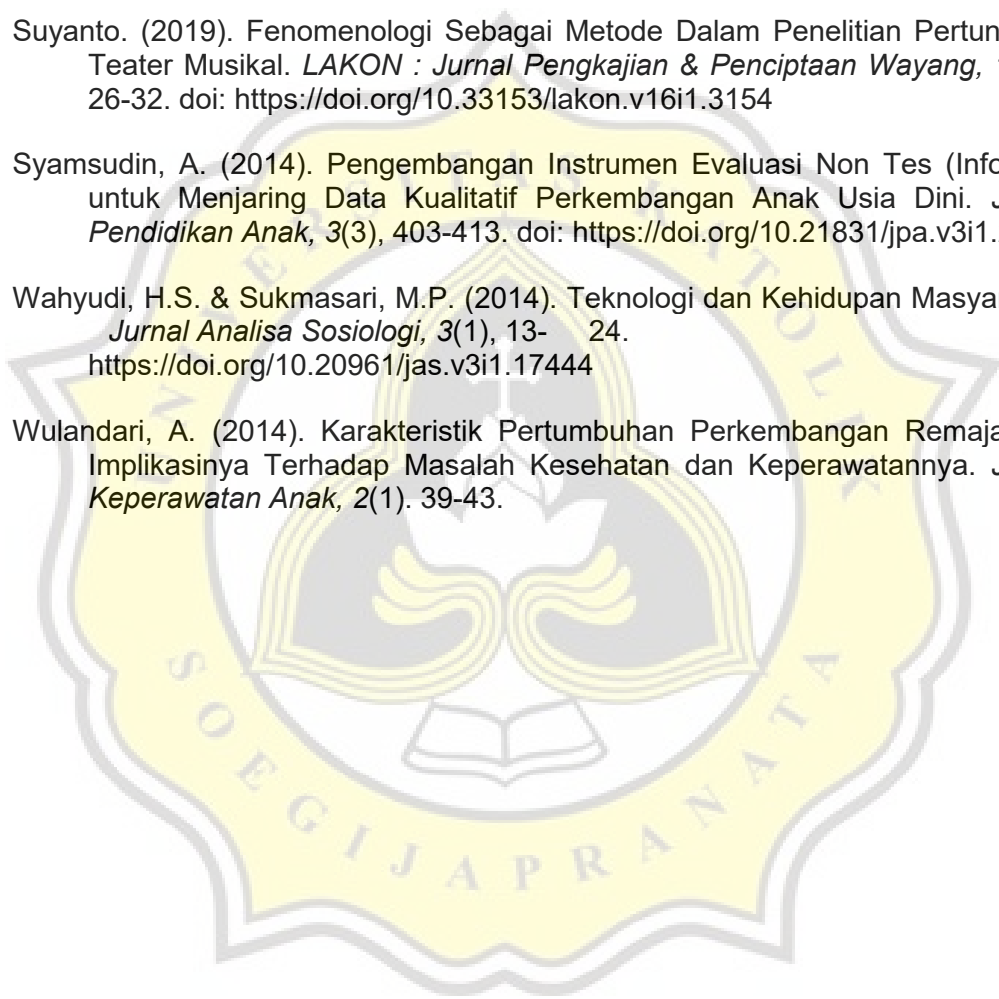 Suyanto. (2019). Fenomenologi Sebagai Metode Dalam Penelitian
Teater Musikal. LAKON : Jurnal Pengkajian & Penciptaan Wayang,
26-32. doi: https://doi.org/10.33153/lakon.v16i1.3154
Syamsudin, A. (2014). Pengembangan Instrumen Evaluasi Non Tes
untuk Menjaring Data Kualitatif Perkembangan Anak Usia Dini.
Pendidikan Anak, 3(3), 403-413. doi: https://doi.org/10.21831/jpa.v3i1.
Wahyudi, H.S. & Sukmasari, M.P. (2014). Teknologi dan Kehidupan
Jurnal Analisa Sosiologi, 3(1), 13- 24.
https://doi.org/10.20961/jas.v3i1.17444
Wulandari, A. (2014). Karakteristik Pertumbuhan Perkembangan Remaja
Implikasinya Terhadap Masalah Kesehatan dan Keperawatannya.
Keperawatan Anak, 2(1). 39-43.
UNIVERSITAS KATOLIK
SOEGIJAPRANATA